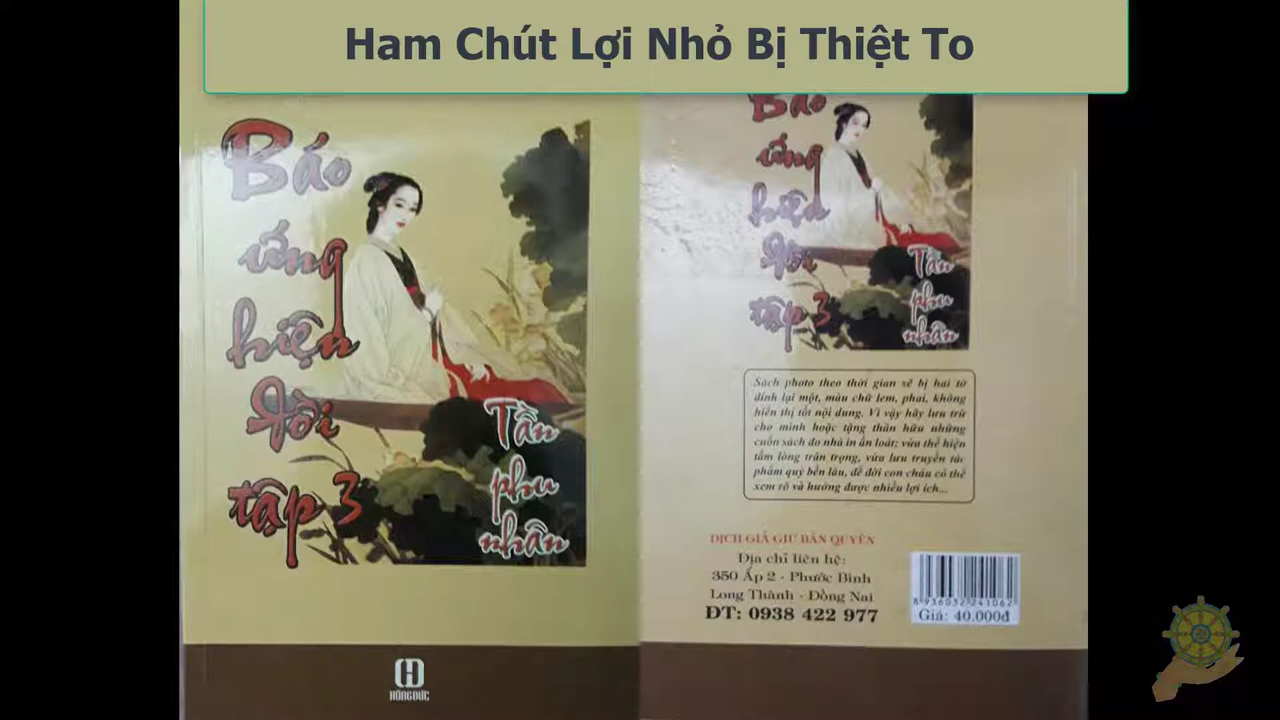 Ham Chút Lợi Nhỏ Bị Thiệt To
Báo
ứng
hiện
đời
tập 3
Tần
phu
nhân
HỒNG ĐỨC
Báo
ứng
hiện
đời
tập 3
Tần
phu
nhân
Sách photo theo thời gian sẽ bị hai tờ
dính lại một, màu chữ lem, phai, không
hiển thị tốt nội dung. Vì vậy hãy lưu trữ
cho mình hoặc tặng thân hữu những
cuốn sách do nhà in ấn loát; vừa thể hiện
tấm lòng trân trọng, vừa lưu truyền tác
phẩm quý bền lâu, để đời con cháu có thể
xem rõ và hưởng được nhiều lợi ích...
DỊCH GIẢ GIỮ BẢN QUYỀN
Địa chỉ liên hệ:
350 Ấp 2 - Phước Bình
Long Thành - Đồng Nai
ĐT: 0938 422 977
8 936032 241062
Giá: 40.000đ